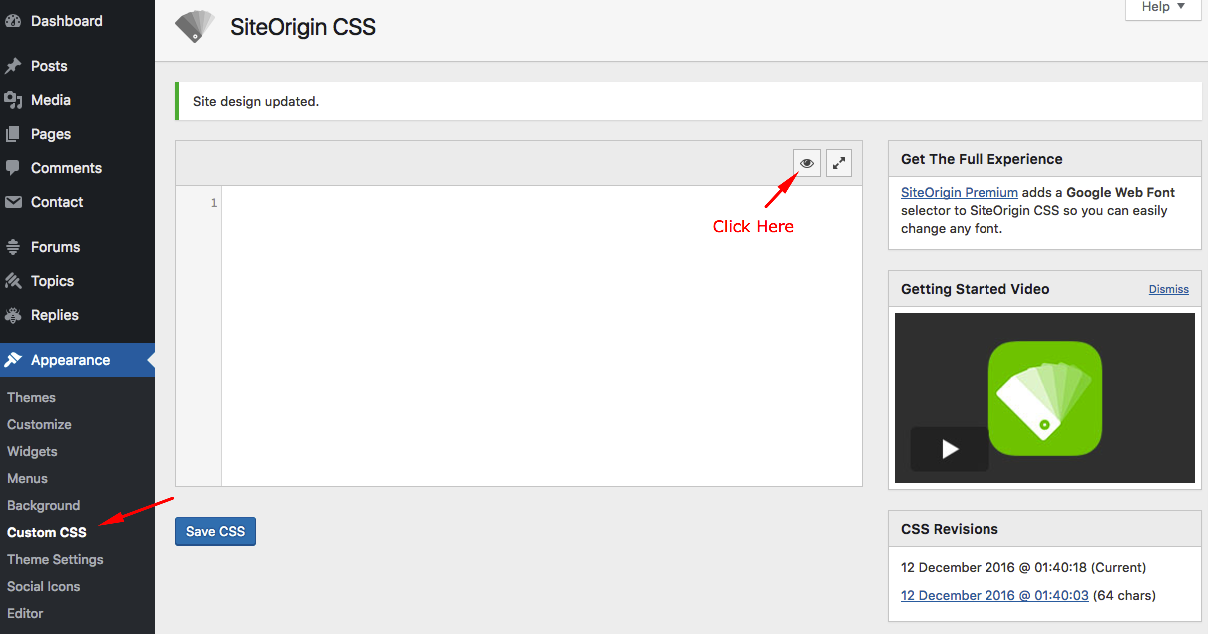 Dashboard
Posts
Media
Pages
Comments
Contact
Forums
Topics
Replies
Appearance
Themes
Customize
Widgets
Menus
Background
Custom CSS
Theme Settings
Social Icons
Editor
SiteOrigin CSS
Help ▼
Site design updated.
1
Click Here
Save CSS
Get The Full Experience
SiteOrigin Premium adds a Google Web Font
selector to SiteOrigin CSS so you can easily
change any font.
Getting Started Video
Dismiss
CSS Revisions
12 December 2016 @ 01:40:18 (Current)
12 December 2016 @ 01:40:03 (64 chars)